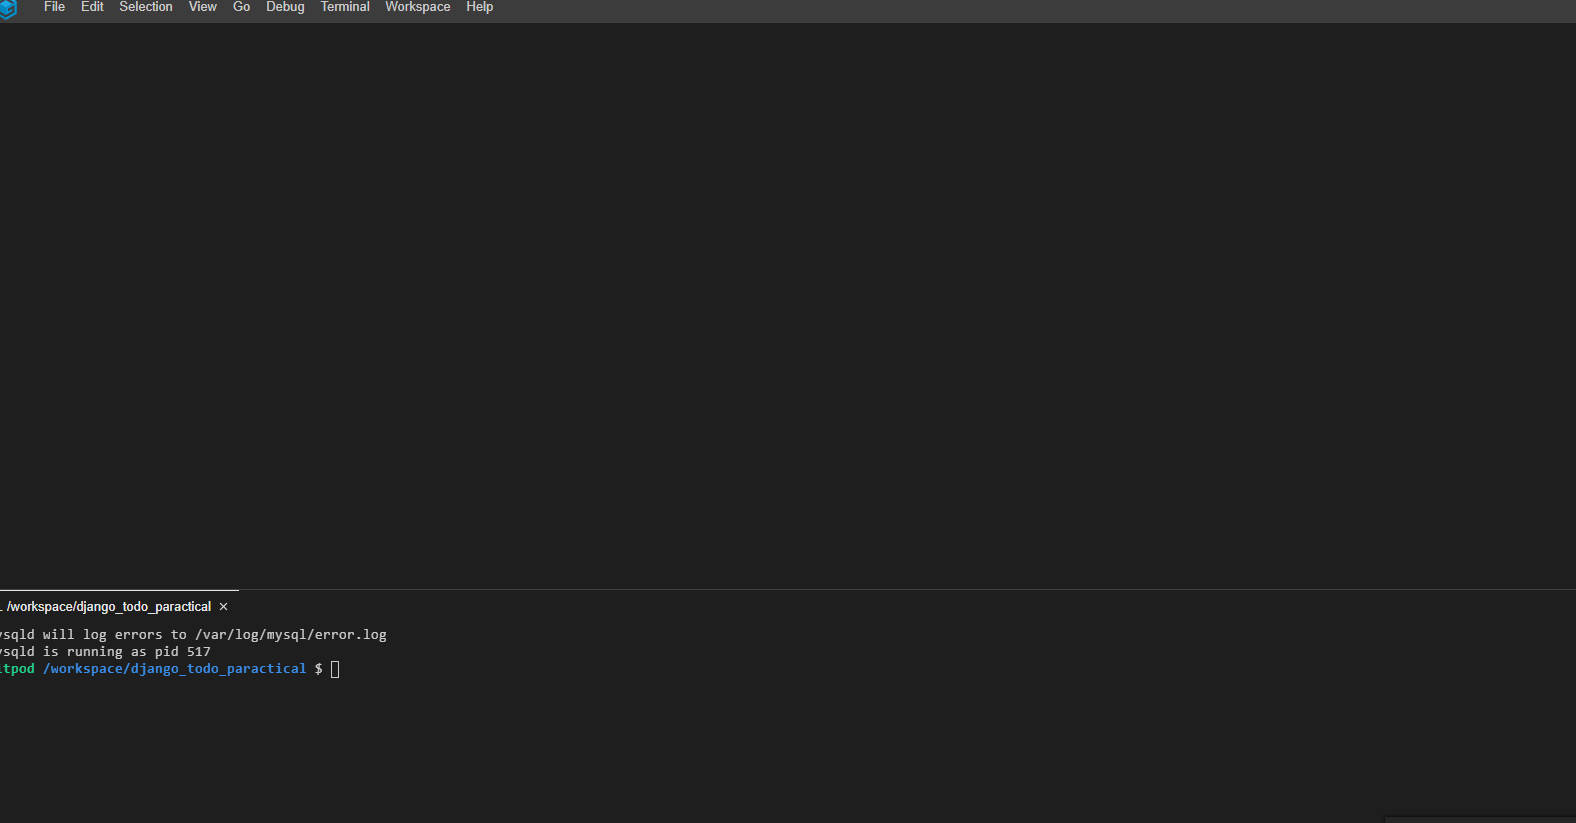 File Edit Selection View Go Debug Terminal Workspace Help
/workspace/django_todo_paractical ×
ysqld will log errors to /var/log/mysql/error.log
ysqld is running as pid 517
itpod /workspace/django_todo_paractical $